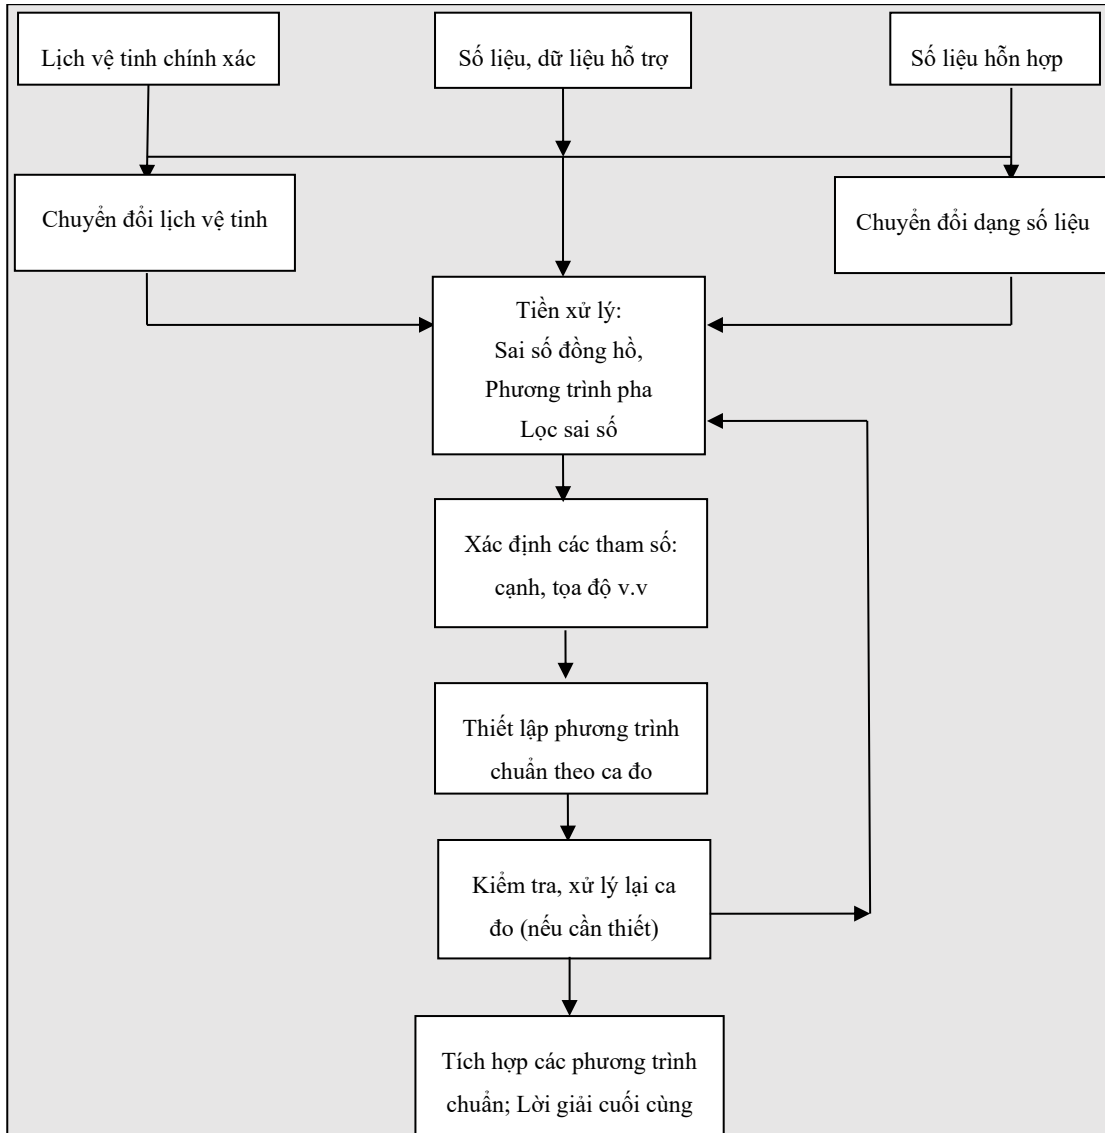 Lịch vệ tinh chính xác
Số liệu, dữ liệu hỗ trợ
Số liệu hỗn hợp
Chuyển đổi lịch vệ tinh
Chuyển đổi dạng số liệu
Tiền xử lý:
Sai số đồng hồ,
Phương trình pha
Lọc sai số
Xác định các tham số:
cạnh, tọa độ v.v
Thiết lập phương trình
chuẩn theo ca đo
Kiểm tra, xử lý lại ca
đo (nếu cần thiết)
Tích hợp các phương trình
chuẩn; Lời giải cuối cùng